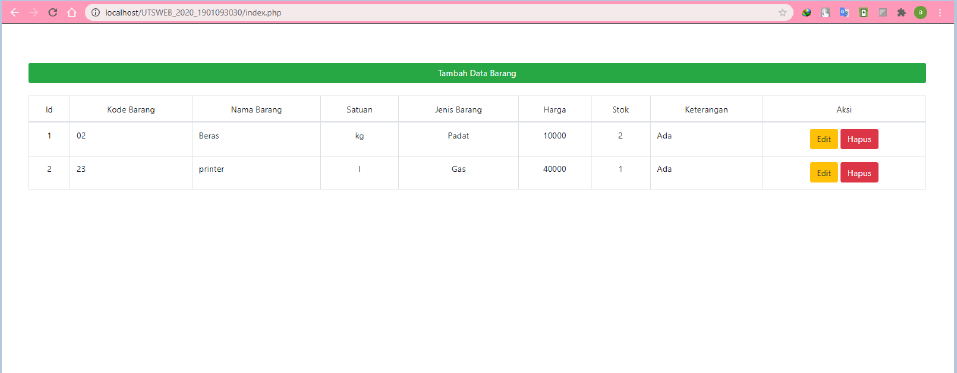 localhost/UTSWEB_2020_1901093030/index.php
a
Tambah Data Barang
Id Kode Barang Nama Barang Satuan Jenis Barang Harga Stok Keterangan Aksi
1 02 Beras kg Padat 10000 2 Ada Edit Hapus
2 23 printer l Gas 40000 1 Ada Edit Hapus